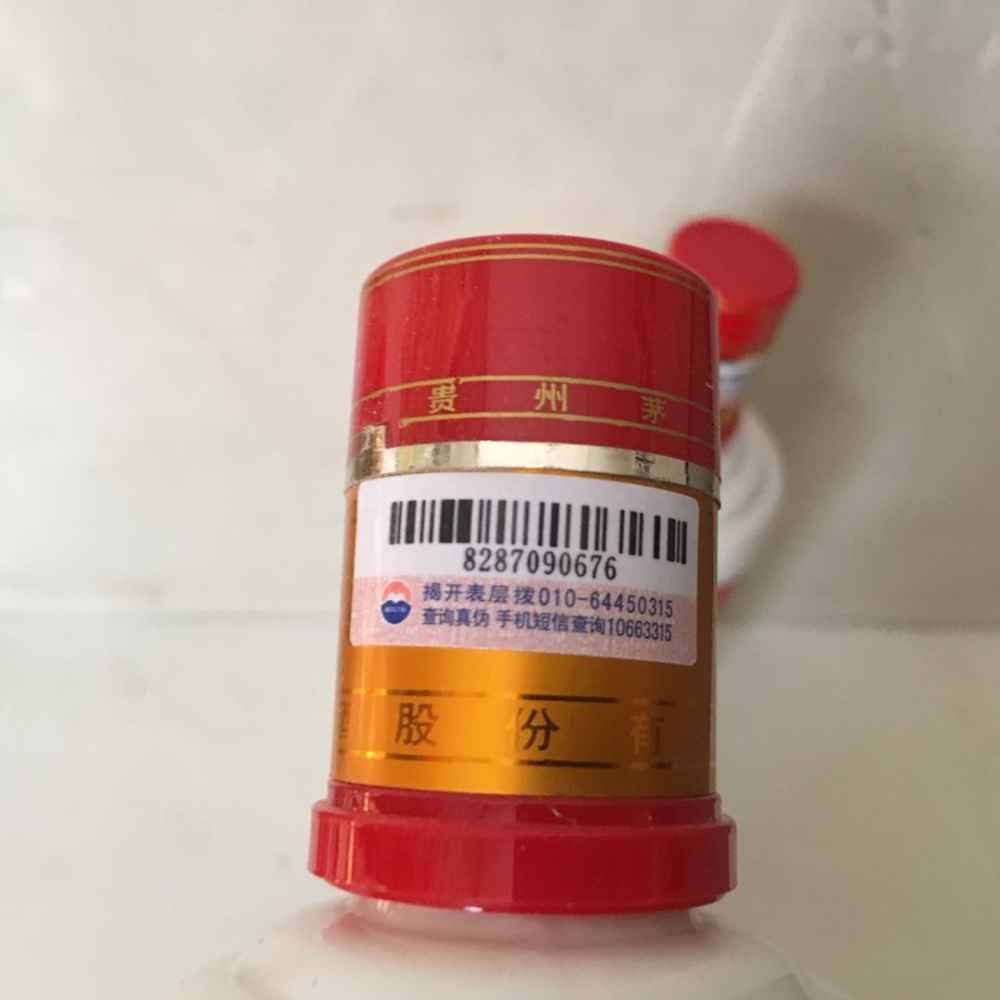 贵州茅
8287090676
揭开表层拨010-64450315
查询真伪 手机短信查询10663315
股份有